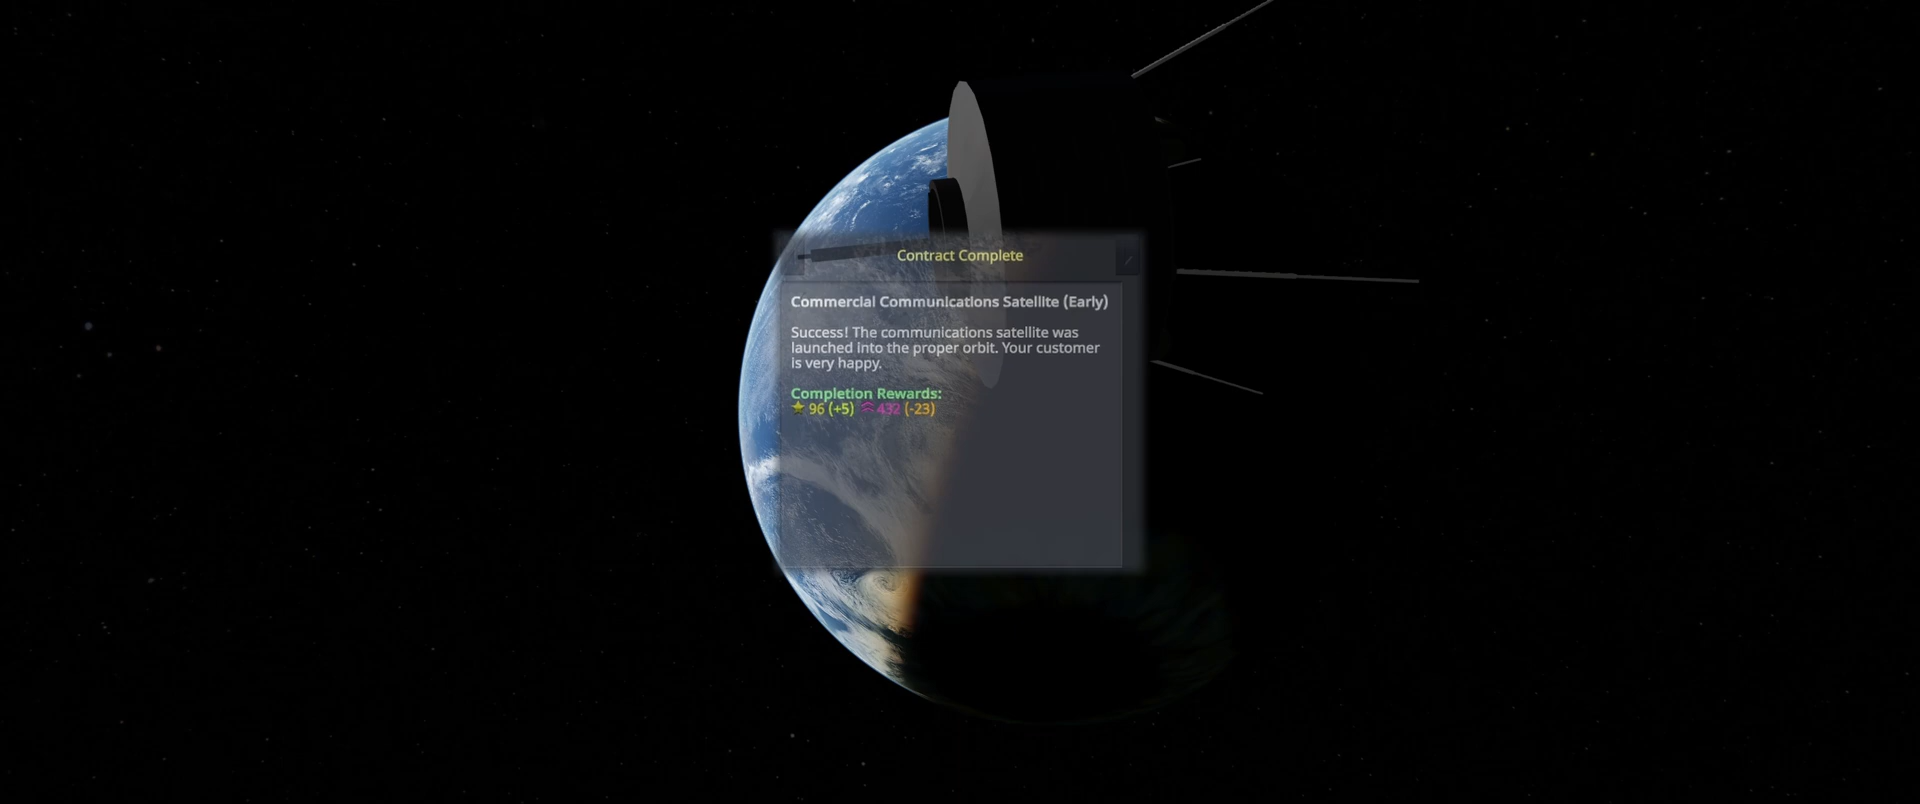 Contract Complete
Commercial Communications Satellite (Early)
Success! The communications satellite was
launched into the proper orbit. Your customer
is very happy.
Completion Rewards:
96 (+5) 432 (-23)